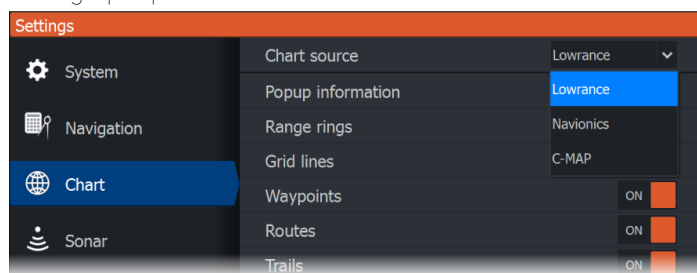 Settings
System
Navigation
Chart
Sonar
Chart source Lowrance
Popup information Lowrance
Range rings Navionics
Grid lines C-MAP
Waypoints ON
Routes ON
Trails ON